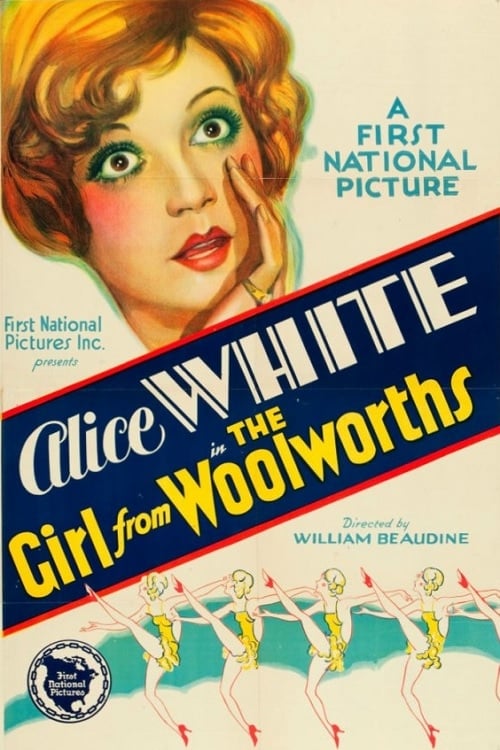 A
FIRST
NATIONAL
PICTURE
First National
Pictures Inc.
presents
Alice WHITE
in THE
Girl from Woolworths
Directed by
WILLIAM BEAUDINE
First
National
Pictures